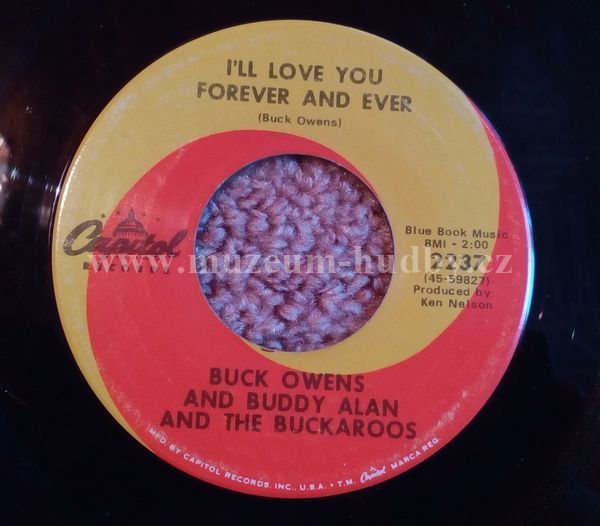 I'LL LOVE YOU
FOREVER AND EVER
(Buck Owens)
Capitol
Blue Book Music
BMI - 2:00
2237
(45-59827)
Produced by:
Ken Nelson
www.muzeum-hudby.cz
BUCK OWENS
AND BUDDY ALAN
AND THE BUCKAROOS
MFD. BY CAPITOL RECORDS, INC., U.S.A. • T.M. Capitol MARCA REG.